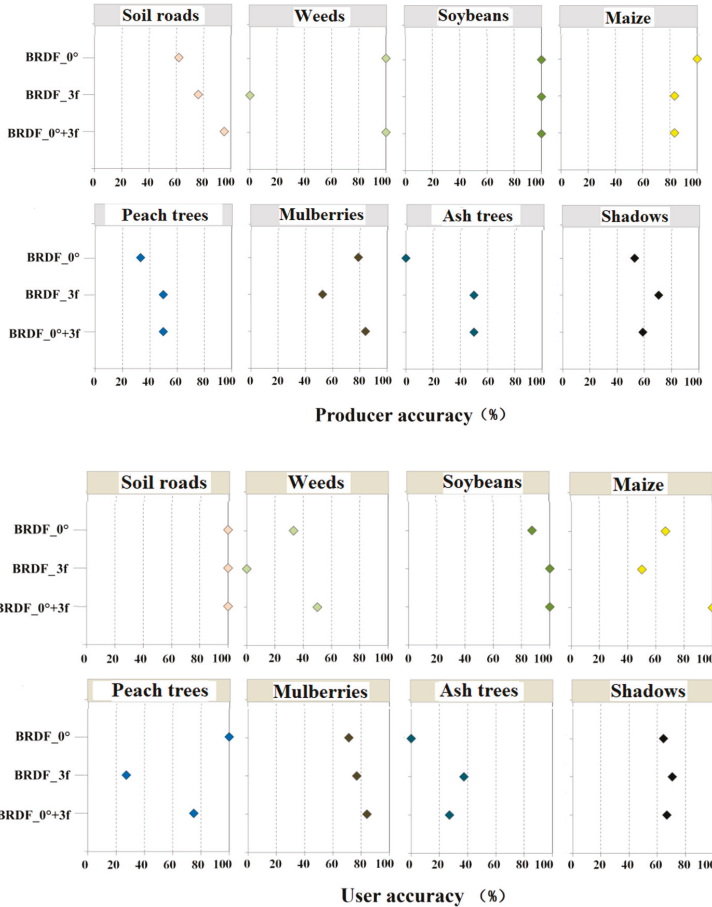 Soil roads Weeds Soybeans Maize
BRDF_0°
BRDF_3f
BRDF_0°+3f
0 20 40 60 80 100 0 20 40 60 80 100 0 20 40 60 80 100 0 20 40 60 80 100
Peach trees Mulberries Ash trees Shadows
BRDF_0°
BRDF_3f
BRDF_0°+3f
0 20 40 60 80 100 0 20 40 60 80 100 0 20 40 60 80 100 0 20 40 60 80 100
Producer accuracy (%)
Soil roads Weeds Soybeans Maize
BRDF_0°
BRDF_3f
BRDF_0°+3f
0 20 40 60 80 100 0 20 40 60 80 100 0 20 40 60 80 100 0 20 40 60 80 100
Peach trees Mulberries Ash trees Shadows
BRDF_0°
BRDF_3f
BRDF_0°+3f
0 20 40 60 80 100 0 20 40 60 80 100 0 20 40 60 80 100 0 20 40 60 80 100
User accuracy (%)